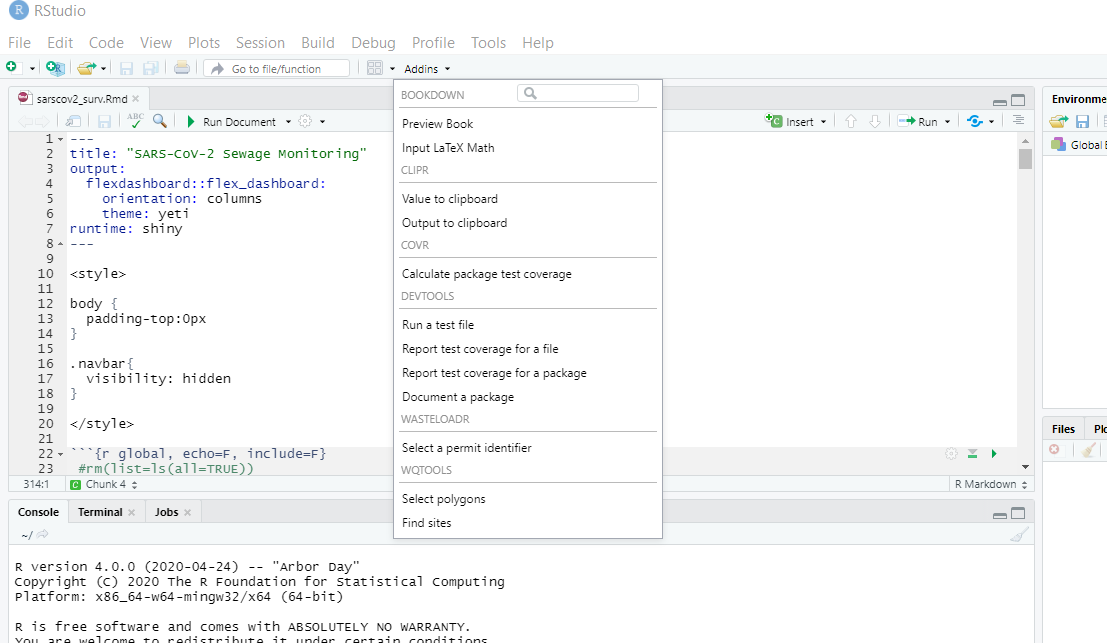 R RStudio
File Edit Code View Plots Session Build Debug Profile Tools Help
Go to file/function Addins
sarscov2_surv.Rmd
ABC Run Document Insert Run
1 ---
2 title: "SARS-CoV-2 Sewage Monitoring"
3 output:
4 flexdashboard::flex_dashboard:
5 orientation: columns
6 theme: yeti
7 runtime: shiny
8 ---
9
10 <style>
11
12 body {
13 padding-top:0px
14 }
15
16 .navbar{
17 visibility: hidden
18 }
19
20 </style>
21
22 ```{r global, echo=F, include=F}
23 #rm(list=ls(all=TRUE))
314:1 C Chunk 4 R Markdown
BOOKDOWN
Preview Book
Input LaTeX Math
CLIPR
Value to clipboard
Output to clipboard
COVR
Calculate package test coverage
DEVTOOLS
Run a test file
Report test coverage for a file
Report test coverage for a package
Document a package
WASTELOADR
Select a permit identifier
WQTOOLS
Select polygons
Find sites
Environme
Global E
Files Plo
Console Terminal Jobs
~/
R version 4.0.0 (2020-04-24) -- "Arbor Day"
Copyright (C) 2020 The R Foundation for Statistical Computing
Platform: x86_64-w64-mingw32/x64 (64-bit)
R is free software and comes with ABSOLUTELY NO WARRANTY.
You are welcome to redistribute it under certain conditions